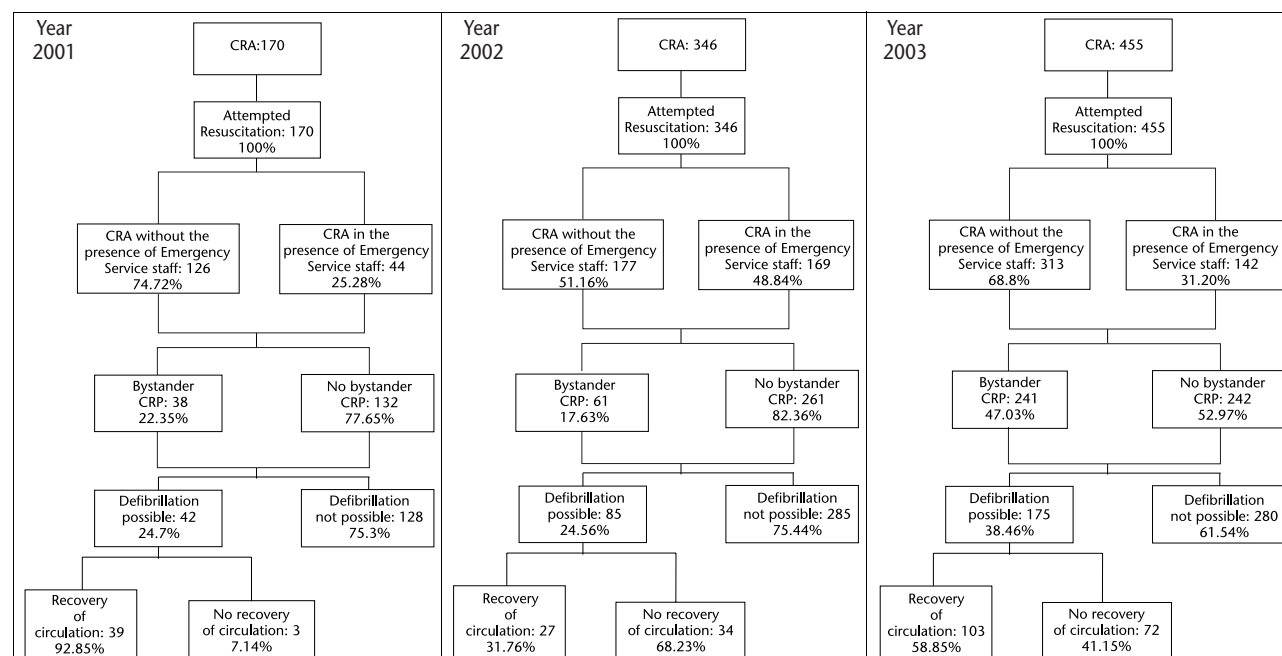 Year
2001
CRA:170
Attempted
Resuscitation: 170
100%
CRA without the
presence of Emergency
Service staff: 126
74.72%
CRA in the
presence of Emergency
Service staff: 44
25.28%
Bystander
CRP: 38
22.35%
No bystander
CRP: 132
77.65%
Defibrillation
possible: 42
24.7%
Defibrillation
not possible: 128
75.3%
Recovery
of
circulation: 39
92.85%
No recovery
of circulation: 3
7.14%
Year
2002
CRA: 346
Attempted
Resuscitation: 346
100%
CRA without the
presence of Emergency
Service staff: 177
51.16%
CRA in the
presence of Emergency
Service staff: 169
48.84%
Bystander
CRP: 61
17.63%
No bystander
CRP: 261
82.36%
Defibrillation
possible: 85
24.56%
Defibrillation
not possible: 285
75.44%
Recovery
of
circulation: 27
31.76%
No recovery
of circulation: 34
68.23%
Year
2003
CRA: 455
Attempted
Resuscitation: 455
100%
CRA without the
presence of Emergency
Service staff: 313
68.8%
CRA in the
presence of Emergency
Service staff: 142
31.20%
Bystander
CRP: 241
47.03%
No bystander
CRP: 242
52.97%
Defibrillation
possible: 175
38.46%
Defibrillation
not possible: 280
61.54%
Recovery
of
circulation: 103
58.85%
No recovery
of circulation: 72
41.15%